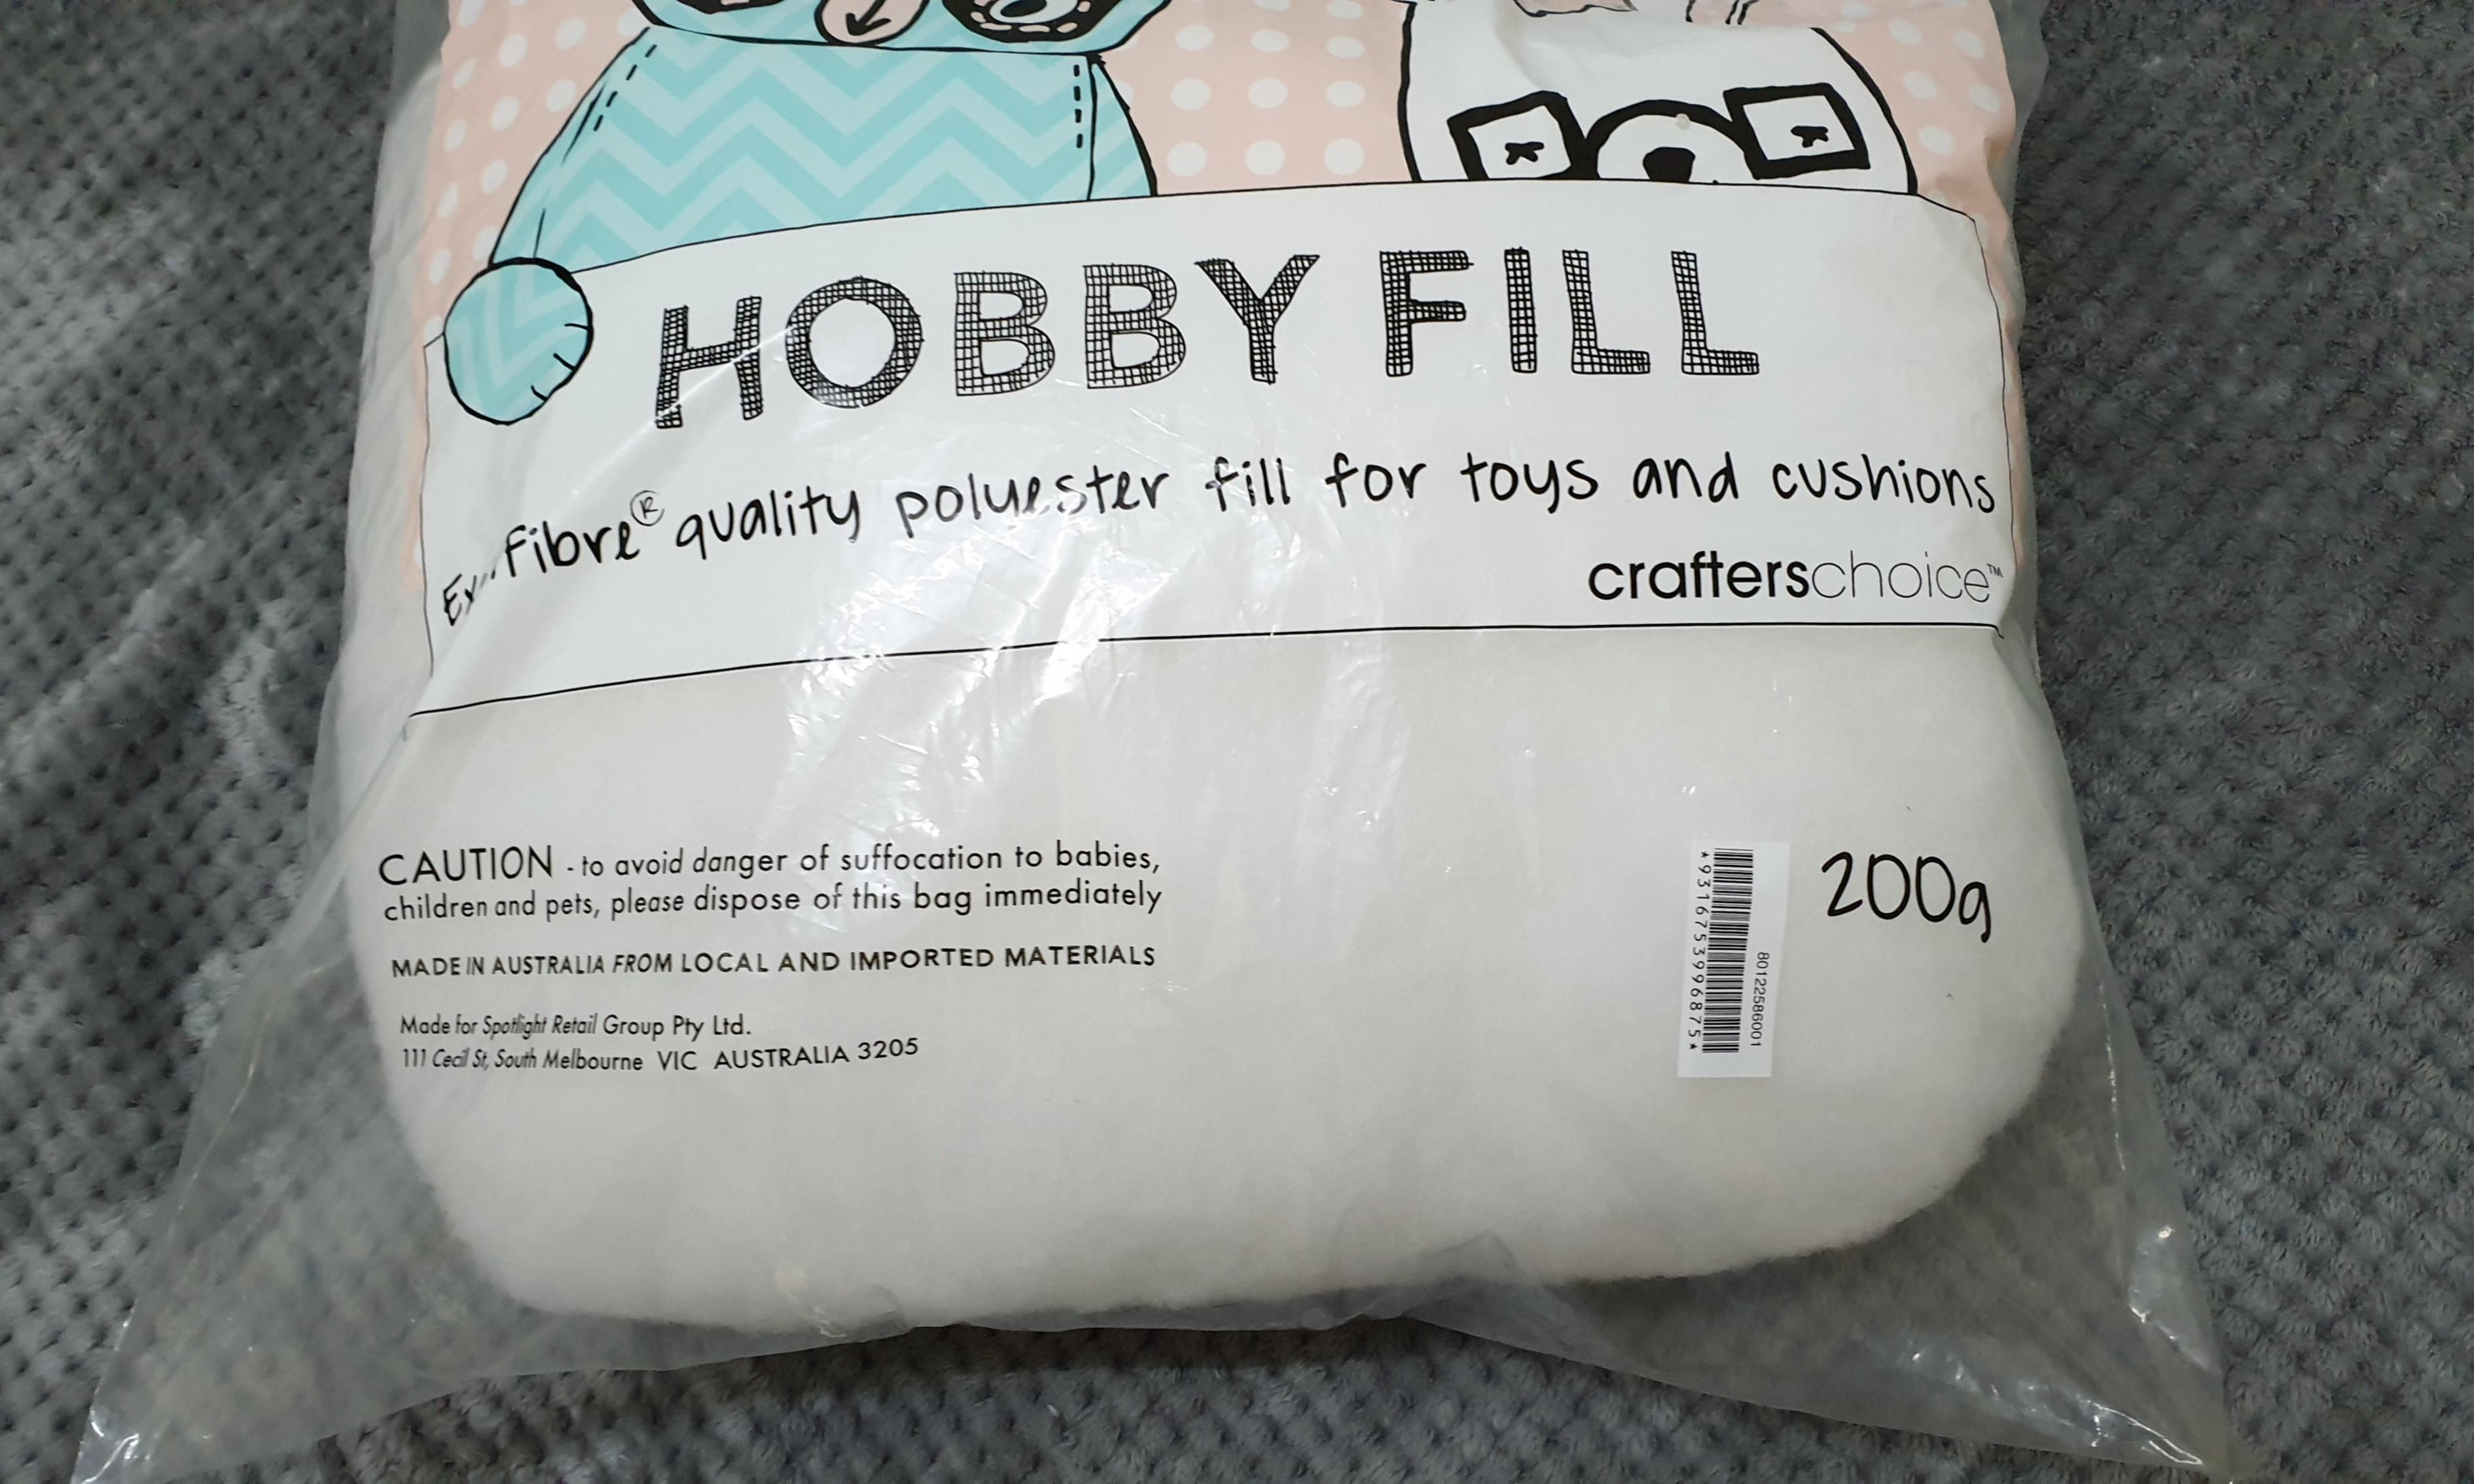 HOBBY FILL
fibre® quality polyester fill for toys and cushions
crafterschoice™
CAUTION - to avoid danger of suffocation to babies,
children and pets, please dispose of this bag immediately
MADE IN AUSTRALIA FROM LOCAL AND IMPORTED MATERIALS
Made for Spotlight Retail Group Pty Ltd.
111 Cecil St, South Melbourne VIC AUSTRALIA 3205
*9316753996875*
80122586001
200g